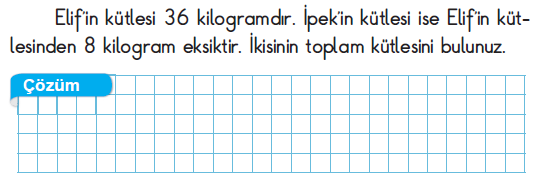 Elif'in kütlesi 36 kilogramdır. İpek'in kütlesi ise Elif'in küt-
lesinden 8 kilogram eksiktir. İkisinin toplam kütlesini bulunuz.
Çözüm